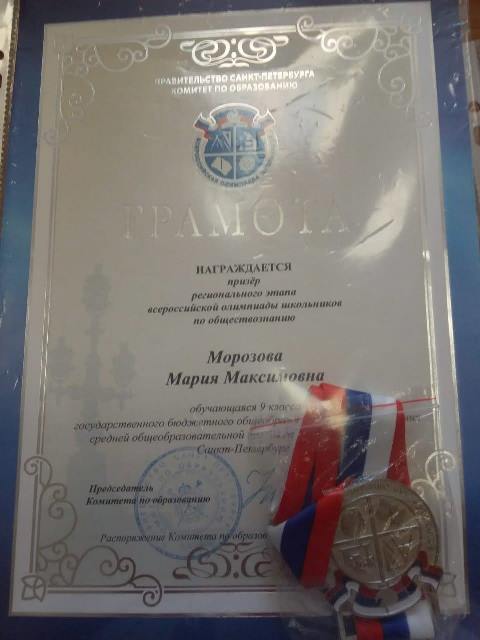 ПРАВИТЕЛЬСТВО САНКТ-ПЕТЕРБУРГА
КОМИТЕТ ПО ОБРАЗОВАНИЮ
ГРАМОТА
НАГРАЖДАЕТСЯ
призёр
регионального этапа
всероссийской олимпиады школьников
по обществознанию
Морозова
Мария Максимовна
обучающаяся 9 класса
государственного бюджетного
средней общеобразовательной
Санкт-Петербурга
Председатель
Комитета по образованию
Распоряжение Комитета по